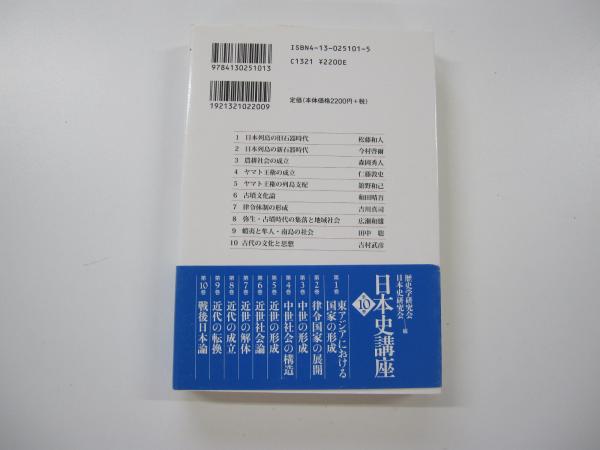 ISBN4-13-025101-5
C1321 ¥2200E
9784130251013
1921321022009
定価(本体価格2200円+税)
1 日本列島の旧石器時代 松藤和人
2 日本列島の新石器時代 今村啓爾
3 農耕社会の成立 森岡秀人
4 ヤマト王権の成立 仁藤敦史
5 ヤマト王権の列島支配 舘野和己
6 古墳文化論 和田晴吾
7 律令体制の形成 吉川真司
8 弥生・古墳時代の集落と地域社会 広瀬和雄
9 蝦夷と隼人・南島の社会 田中 聡
10 古代の文化と思想 吉村武彦
歴史学研究会
日本史研究会 編
日本史講座
全10巻
第1巻 東アジアにおける
国家の形成
第2巻 律令国家の展開
第3巻 中世の形成
第4巻 中世社会の構造
第5巻 近世の形成
第6巻 近世社会論
第7巻 近世の解体
第8巻 近代の成立
第9巻 近代の転換
第10巻 戦後日本論